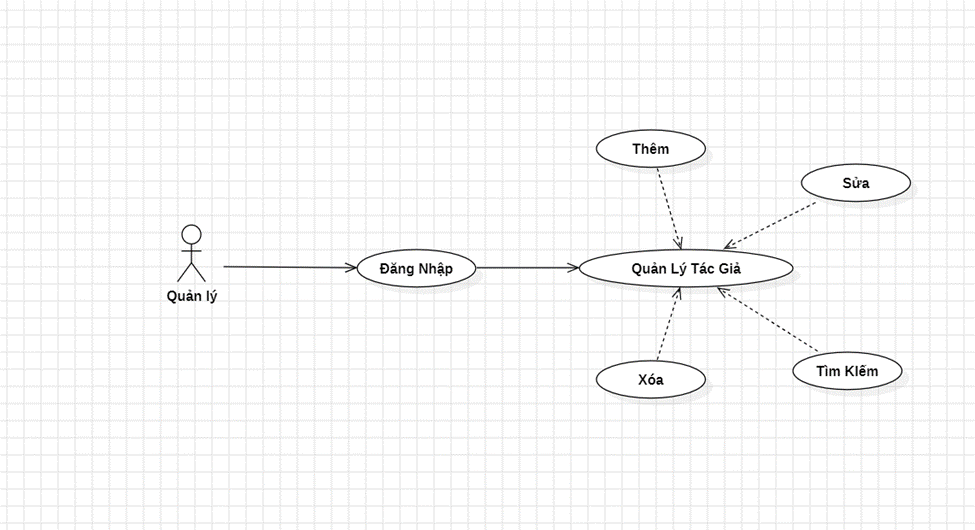 Thêm
Sửa
Đăng Nhập
Quản Lý Tác Giả
Quản lý
Xóa
Tìm KIếm